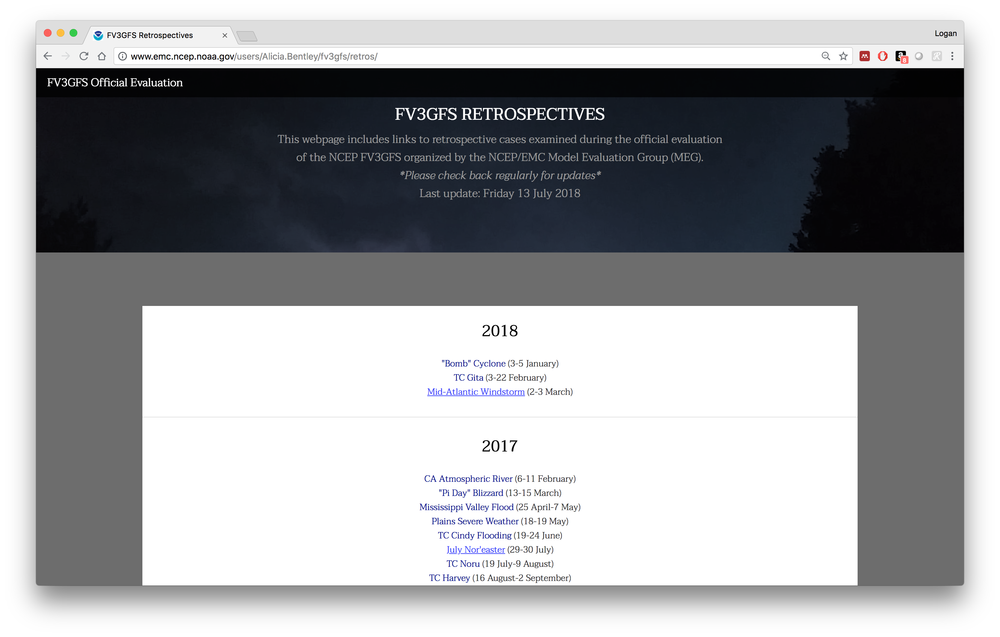 FV3GFS Retrospectives
Logan
www.emc.ncep.noaa.gov/users/Alicia.Bentley/fv3gfs/retros/
8
FV3GFS Official Evaluation
FV3GFS RETROSPECTIVES
This webpage includes links to retrospective cases examined during the official evaluation
of the NCEP FV3GFS organized by the NCEP/EMC Model Evaluation Group (MEG).
*Please check back regularly for updates*
Last update: Friday 13 July 2018
2018
"Bomb" Cyclone (3-5 January)
TC Gita (3-22 February)
Mid-Atlantic Windstorm (2-3 March)
2017
CA Atmospheric River (6-11 February)
"Pi Day" Blizzard (13-15 March)
Mississippi Valley Flood (25 April-7 May)
Plains Severe Weather (18-19 May)
TC Cindy Flooding (19-24 June)
July Nor'easter (29-30 July)
TC Noru (19 July-9 August)
TC Harvey (16 August-2 September)